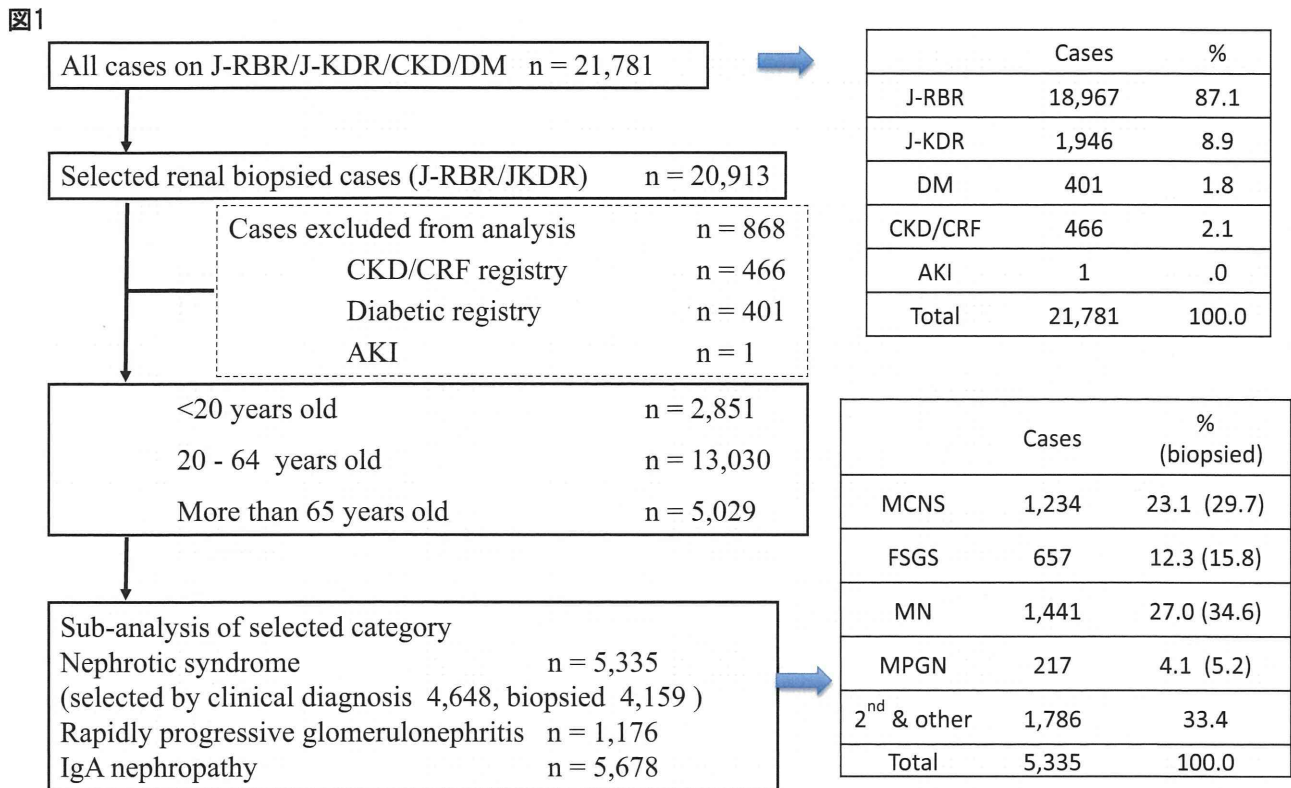 図1
All cases on J-RBR/J-KDR/CKD/DM n = 21,781
Selected renal biopsied cases (J-RBR/JKDR) n = 20,913
Cases excluded from analysis n = 868
CKD/CRF registry n = 466
Diabetic registry n = 401
AKI n = 1
<20 years old n = 2,851
20 - 64 years old n = 13,030
More than 65 years old n = 5,029
Sub-analysis of selected category
Nephrotic syndrome n = 5,335
(selected by clinical diagnosis 4,648, biopsied 4,159 )
Rapidly progressive glomerulonephritis n = 1,176
IgA nephropathy n = 5,678
Cases %
J-RBR 18,967 87.1
J-KDR 1,946 8.9
DM 401 1.8
CKD/CRF 466 2.1
AKI 1 .0
Total 21,781 100.0
Cases % (biopsied)
MCNS 1,234 23.1 (29.7)
FSGS 657 12.3 (15.8)
MN 1,441 27.0 (34.6)
MPGN 217 4.1 (5.2)
2nd & other 1,786 33.4
Total 5,335 100.0